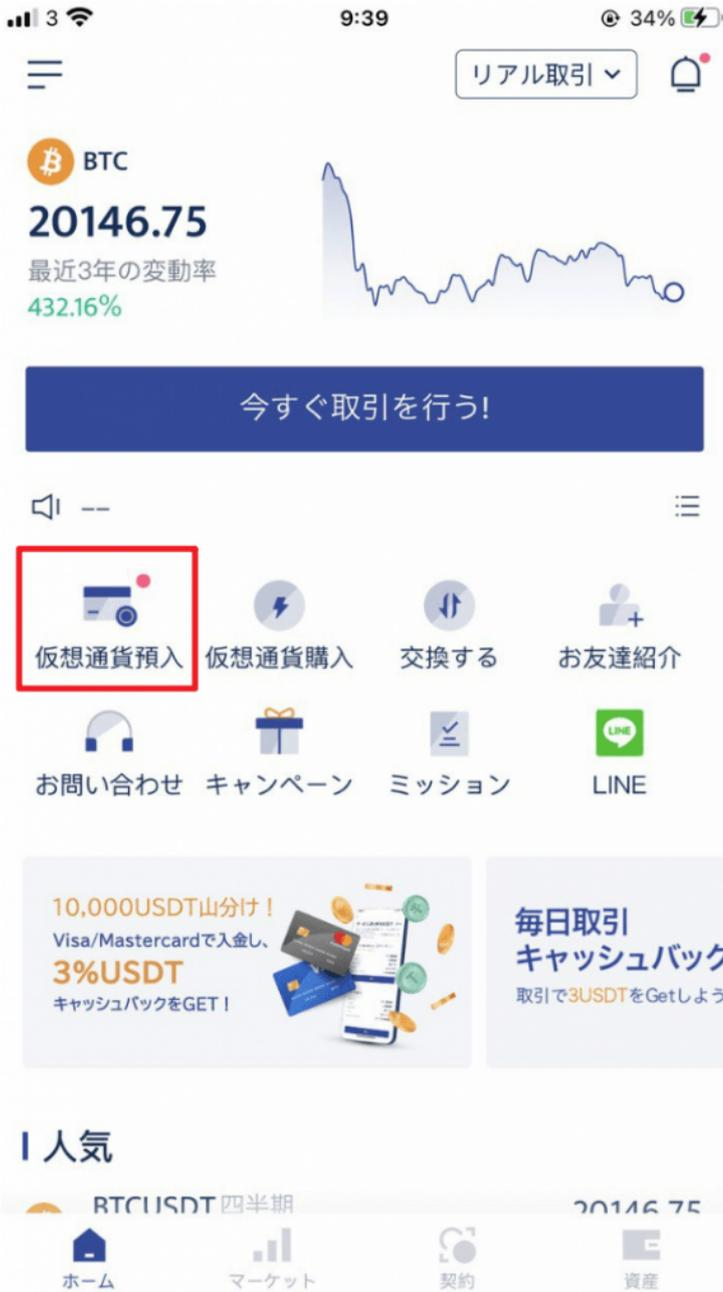 3 9:39 34%
リアル取引
BTC
20146.75
最近3年の変動率
432.16%
今すぐ取引を行う!
--
仮想通貨預入 仮想通貨購入 交換する お友達紹介
LINE
お問い合わせ キャンペーン ミッション LINE
10,000USDT山分け！
Visa/Mastercardで入金し、
3%USDT
キャッシュバックをGET！
毎日取引
キャッシュバック
取引で3USDTをGetしよう
人気
BTCUSDT 四半期 20146.75
ホーム マーケット 契約 資産